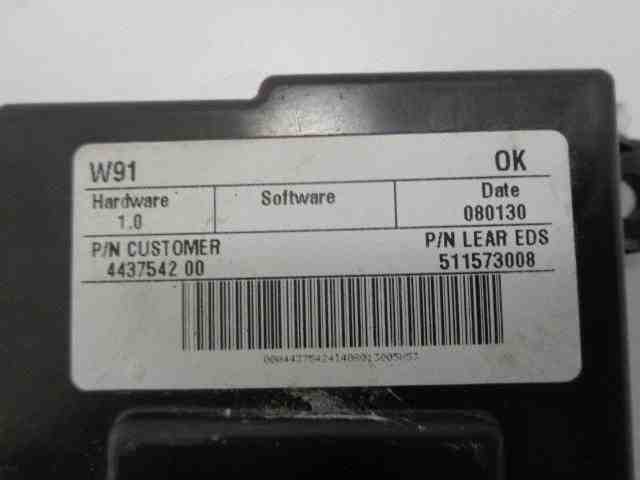 W91 OK
Hardware Software Date
1.0 080130
P/N CUSTOMER P/N LEAR EDS
4437542 00 511573008